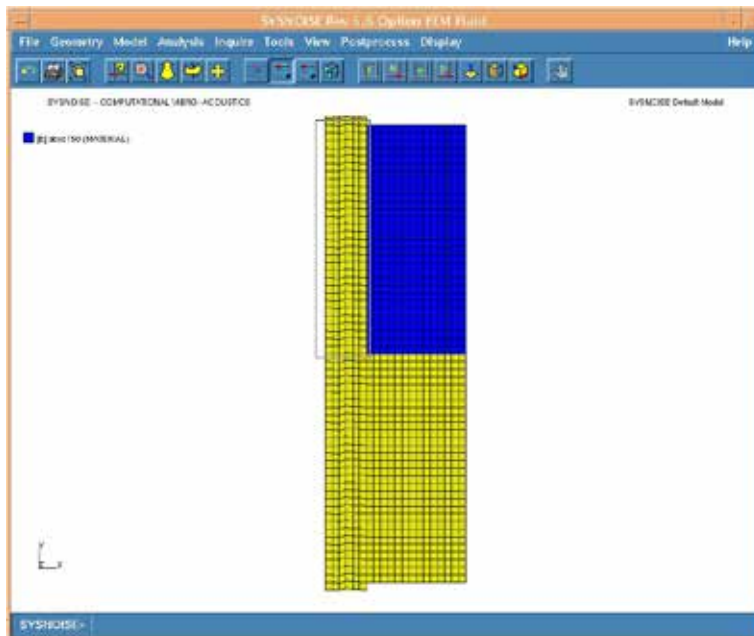 SYSNOISE Rev 5.5 Option FEM Fluid
File Geometry Model Analysis Inquire Tools View Postprocess Display Help
SYSNOISE - COMPUTATIONAL VIBRO-ACOUSTICS
SYSNOISE Default Model
(MATERIAL)
Y
Z X
SYSNOISE>